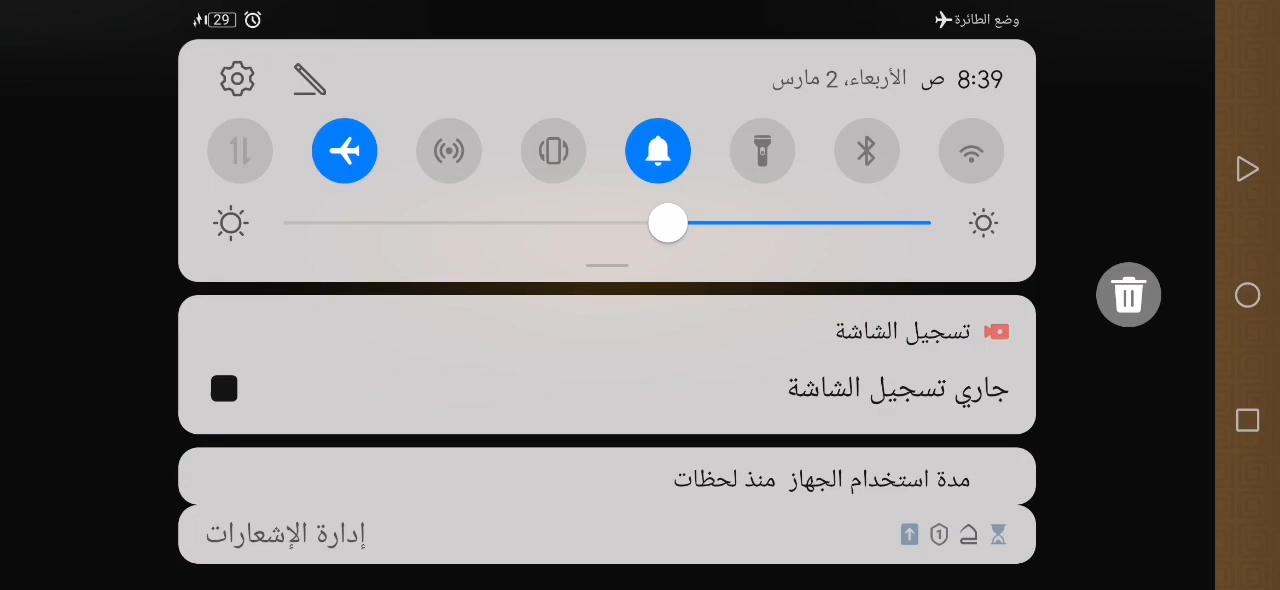 وضع الطائرة
29
8:39 ص الأربعاء، 2 مارس
تسجيل الشاشة
جاري تسجيل الشاشة
مدة استخدام الجهاز منذ لحظات
1
إدارة الإشعارات